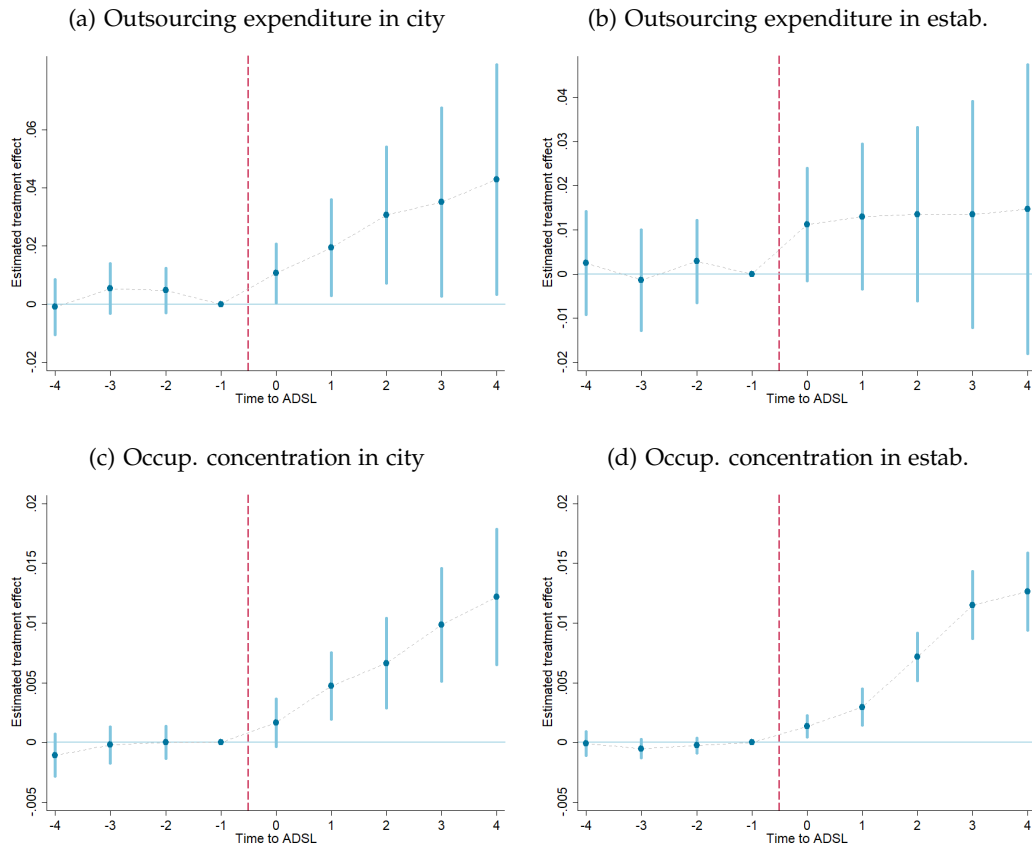 (a) Outsourcing expenditure in city
Estimated treatment effect
.06
.04
.02
0
-.02
-4 -3 -2 -1 0 1 2 3 4
Time to ADSL
(b) Outsourcing expenditure in estab.
Estimated treatment effect
.04
.03
.02
.01
0
-.01
-.02
-4 -3 -2 -1 0 1 2 3 4
Time to ADSL
(c) Occup. concentration in city
Estimated treatment effect
.02
.015
.01
.005
0
-.005
-4 -3 -2 -1 0 1 2 3 4
Time to ADSL
(d) Occup. concentration in estab.
Estimated treatment effect
.02
.015
.01
.005
0
-.005
-4 -3 -2 -1 0 1 2 3 4
Time to ADSL